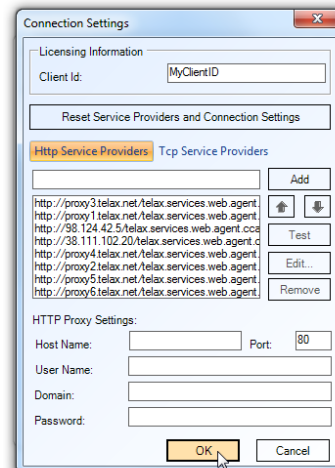 Connection Settings
Licensing Information
Client Id: MyClientID
Reset Service Providers and Connection Settings
Http Service Providers Tcp Service Providers
Add
http://proxy3.telax.net/telax.services.web.agent.
http://proxy1.telax.net/telax.services.web.agent.
http://98.124.42.5/telax.services.web.agent.cca
http://38.111.102.20/telax.services.web.agent.c
http://proxy4.telax.net/telax.services.web.agent.
http://proxy2.telax.net/telax.services.web.agent.
http://proxy5.telax.net/telax.services.web.agent.
http://proxy6.telax.net/telax.services.web.agent.
Test
Edit...
Remove
HTTP Proxy Settings:
Host Name: Port: 80
User Name:
Domain:
Password:
OK Cancel